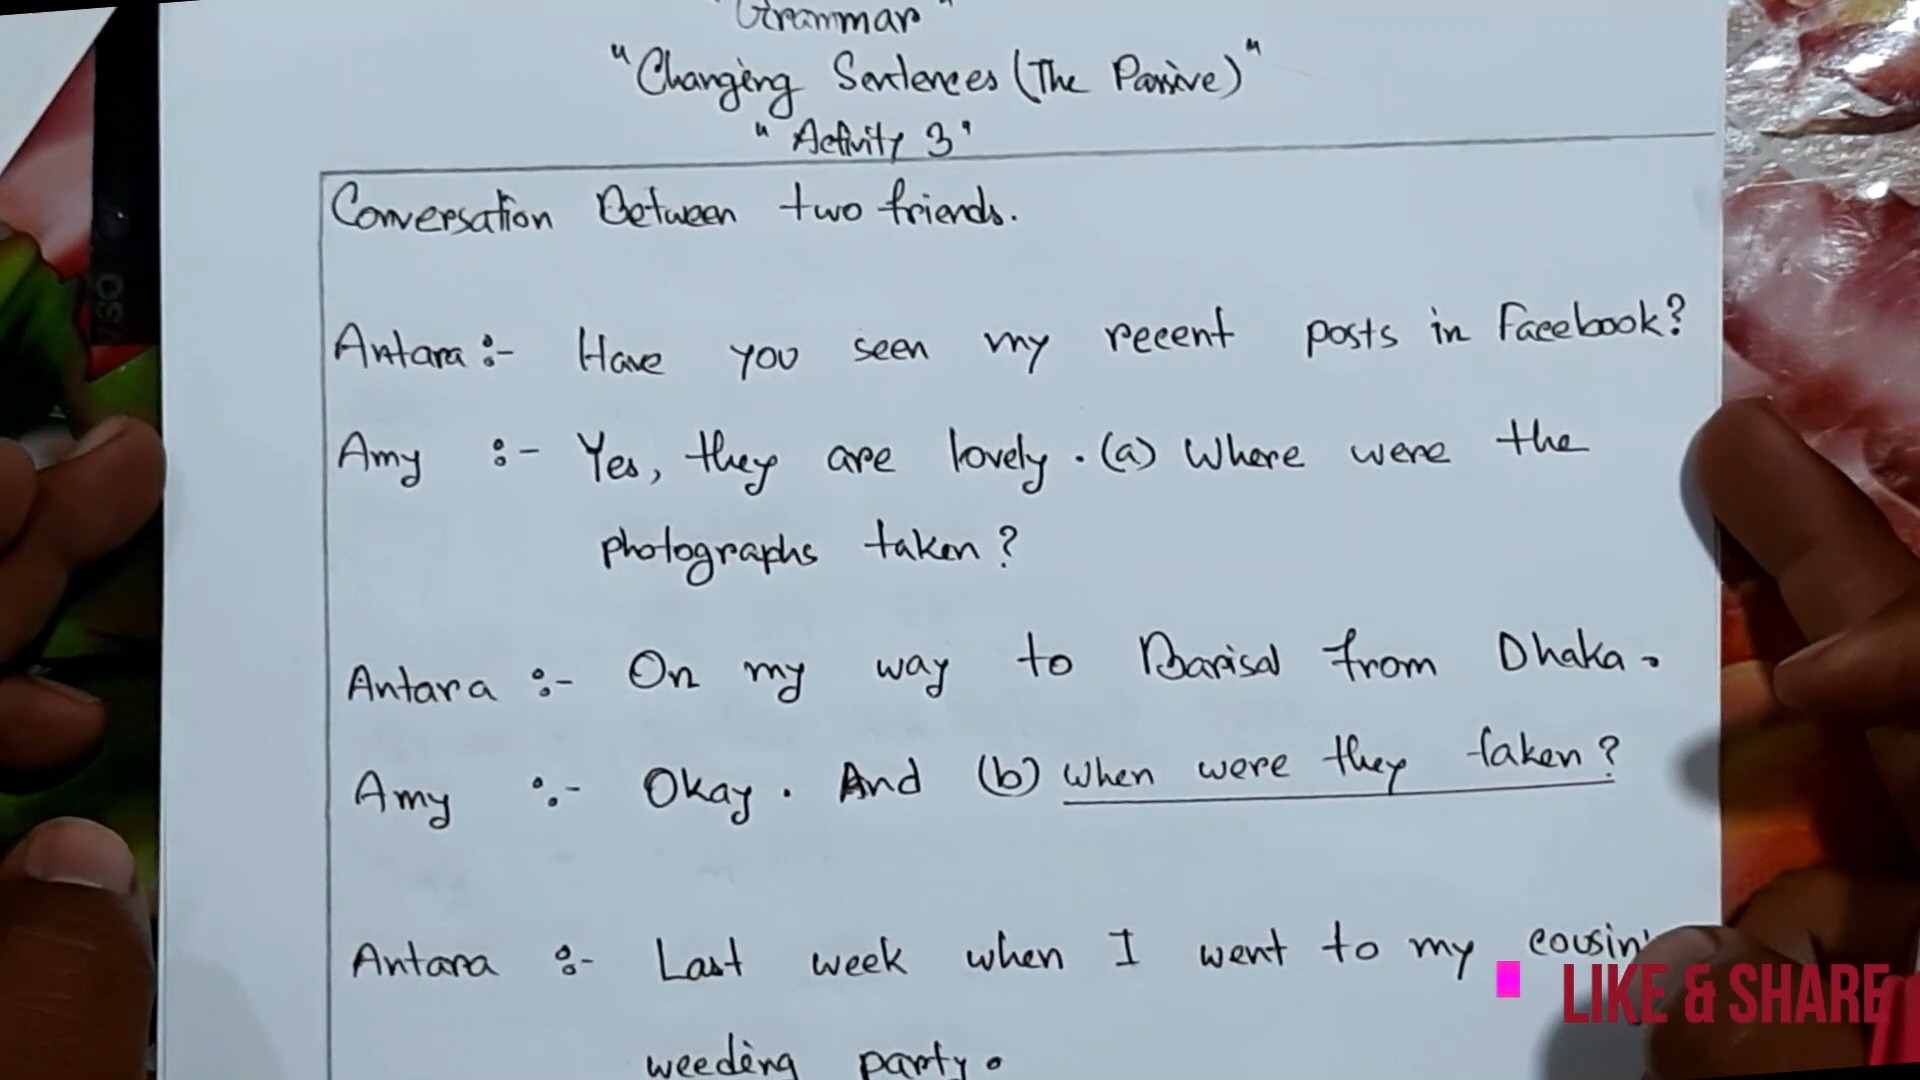 "Grammar"
"Changing Sentences (The Passive)"
"Activity 3"
Conversation Between two friends.
Antara :- Have you seen my recent posts in Facebook?
Amy :- Yes, they are lovely. (a) Where were the
photographs taken?
Antara :- On my way to Barisal from Dhaka.
Amy :- Okay. And (b) when were they taken?
Antara :- Last week when I went to my cousin's
weeding party.
LIKE & SHARE